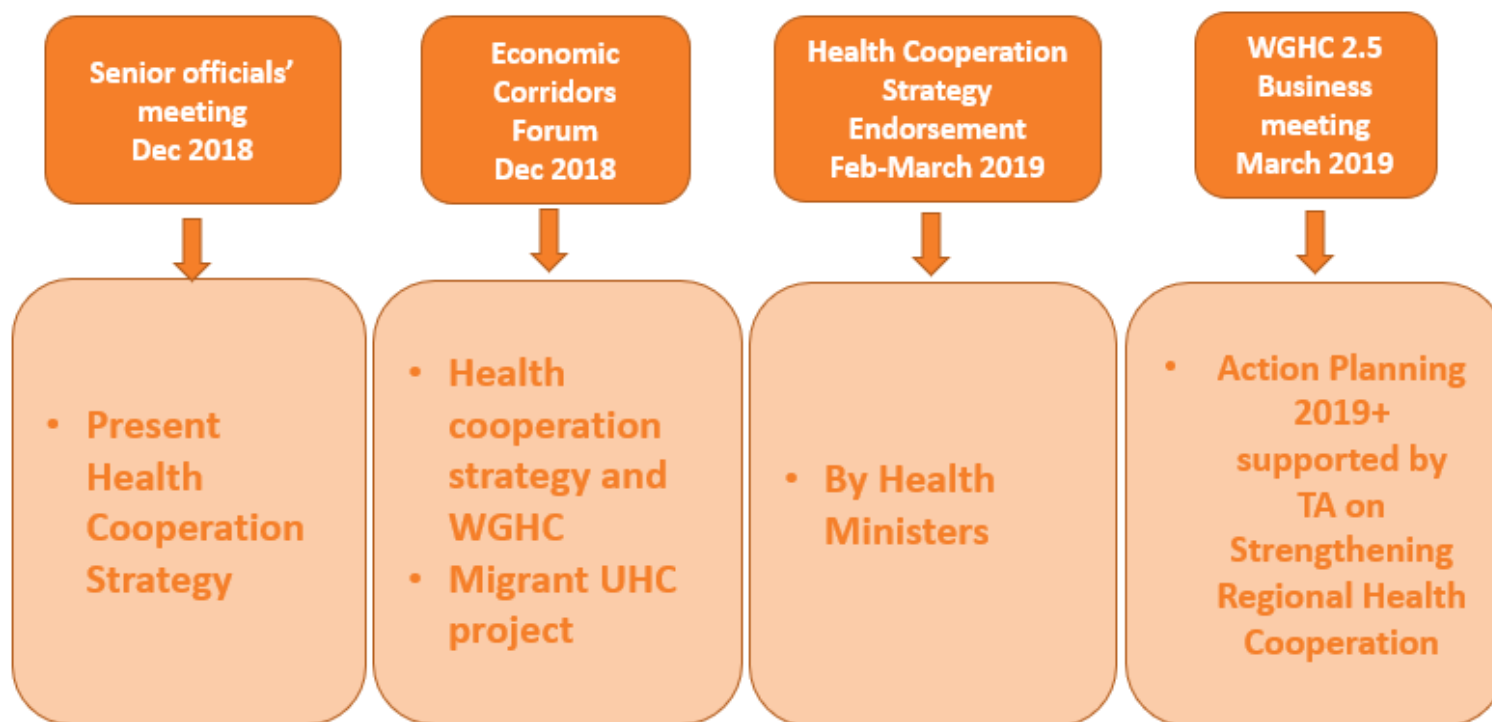 Senior officials'
meeting
Dec 2018
Economic
Corridors
Forum
Dec 2018
Health Cooperation
Strategy
Endorsement
Feb-March 2019
WGHC 2.5
Business
meeting
March 2019
• Present
Health
Cooperation
Strategy
• Health
cooperation
strategy and
WGHC
• Migrant UHC
project
• By Health
Ministers
• Action Planning
2019+
supported by
TA on
Strengthening
Regional Health
Cooperation